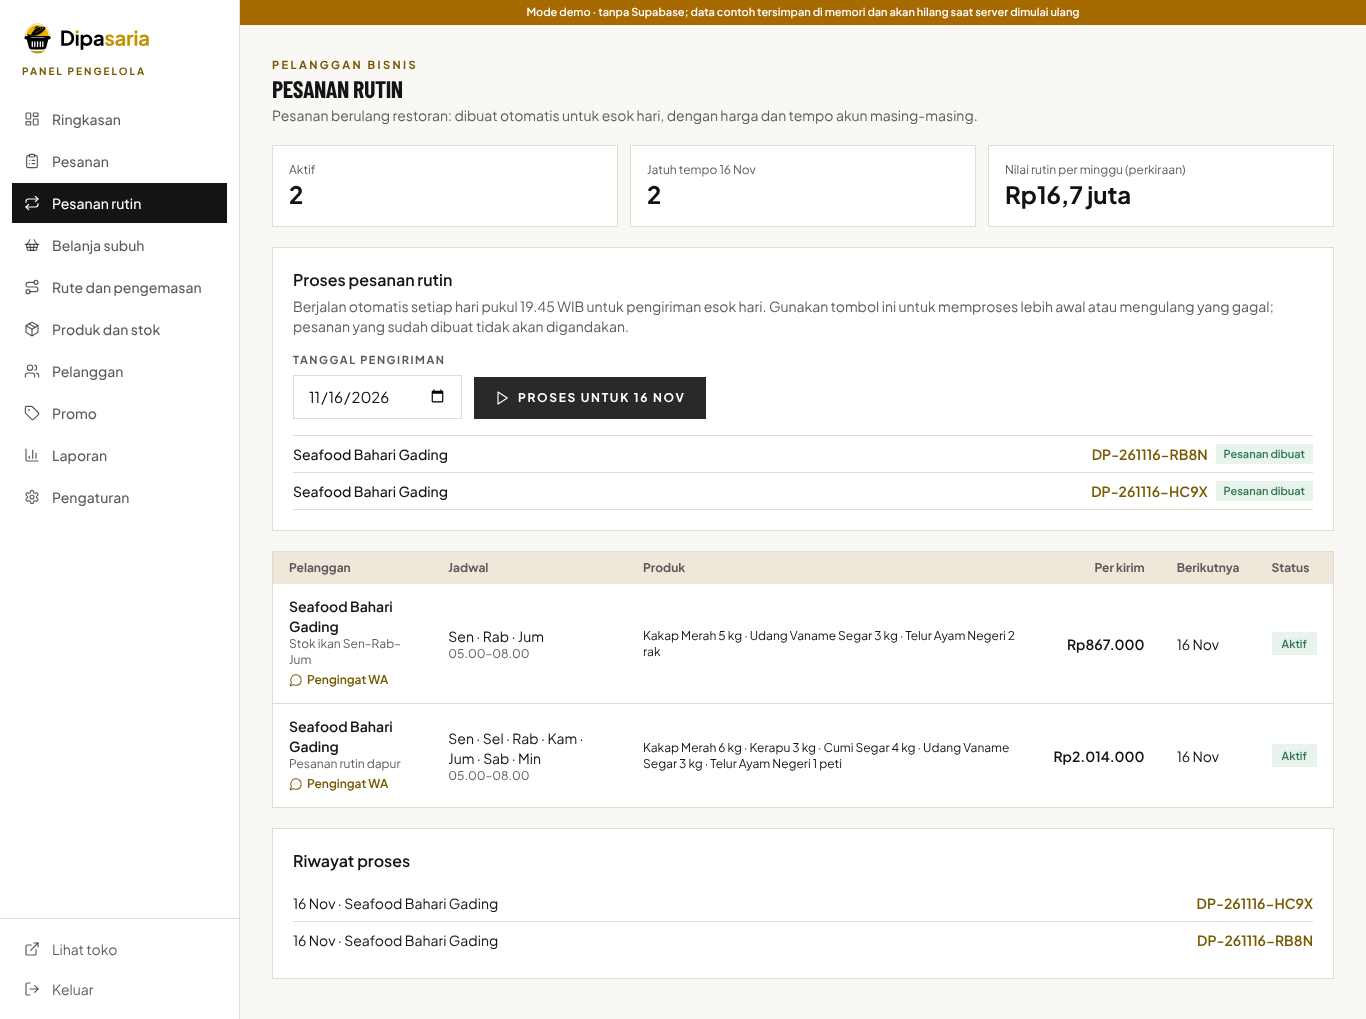 Mode demo · tanpa Supabase; data contoh tersimpan di memori dan akan hilang saat server dimulai ulang
Dipasaria
PANEL PENGELOLA
Ringkasan
Pesanan
Pesanan rutin
Belanja subuh
Rute dan pengemasan
Produk dan stok
Pelanggan
Promo
Laporan
Pengaturan
Lihat toko
Keluar
PELANGGAN BISNIS
PESANAN RUTIN
Pesanan berulang restoran: dibuat otomatis untuk esok hari, dengan harga dan tempo akun masing-masing.
Aktif
2
Jatuh tempo 16 Nov
2
Nilai rutin per minggu (perkiraan)
Rp16,7 juta
Proses pesanan rutin
Berjalan otomatis setiap hari pukul 19.45 WIB untuk pengiriman esok hari. Gunakan tombol ini untuk memproses lebih awal atau mengulang yang gagal;
pesanan yang sudah dibuat tidak akan digandakan.
TANGGAL PENGIRIMAN
11/16/2026
PROSES UNTUK 16 NOV
Seafood Bahari Gading DP-261116-RB8N Pesanan dibuat
Seafood Bahari Gading DP-261116-HC9X Pesanan dibuat
Pelanggan Jadwal Produk Per kirim Berikutnya Status
Seafood Bahari
Gading
Stok ikan Sen–Rab–
Jum
Pengingat WA
Sen · Rab · Jum
05.00–08.00
Kakap Merah 5 kg · Udang Vaname Segar 3 kg · Telur Ayam Negeri 2
rak
Rp867.000
16 Nov
Aktif
Seafood Bahari
Gading
Pesanan rutin dapur
Pengingat WA
Sen · Sel · Rab · Kam ·
Jum · Sab · Min
05.00–08.00
Kakap Merah 6 kg · Kerapu 3 kg · Cumi Segar 4 kg · Udang Vaname
Segar 3 kg · Telur Ayam Negeri 1 peti
Rp2.014.000
16 Nov
Aktif
Riwayat proses
16 Nov · Seafood Bahari Gading DP-261116-HC9X
16 Nov · Seafood Bahari Gading DP-261116-RB8N